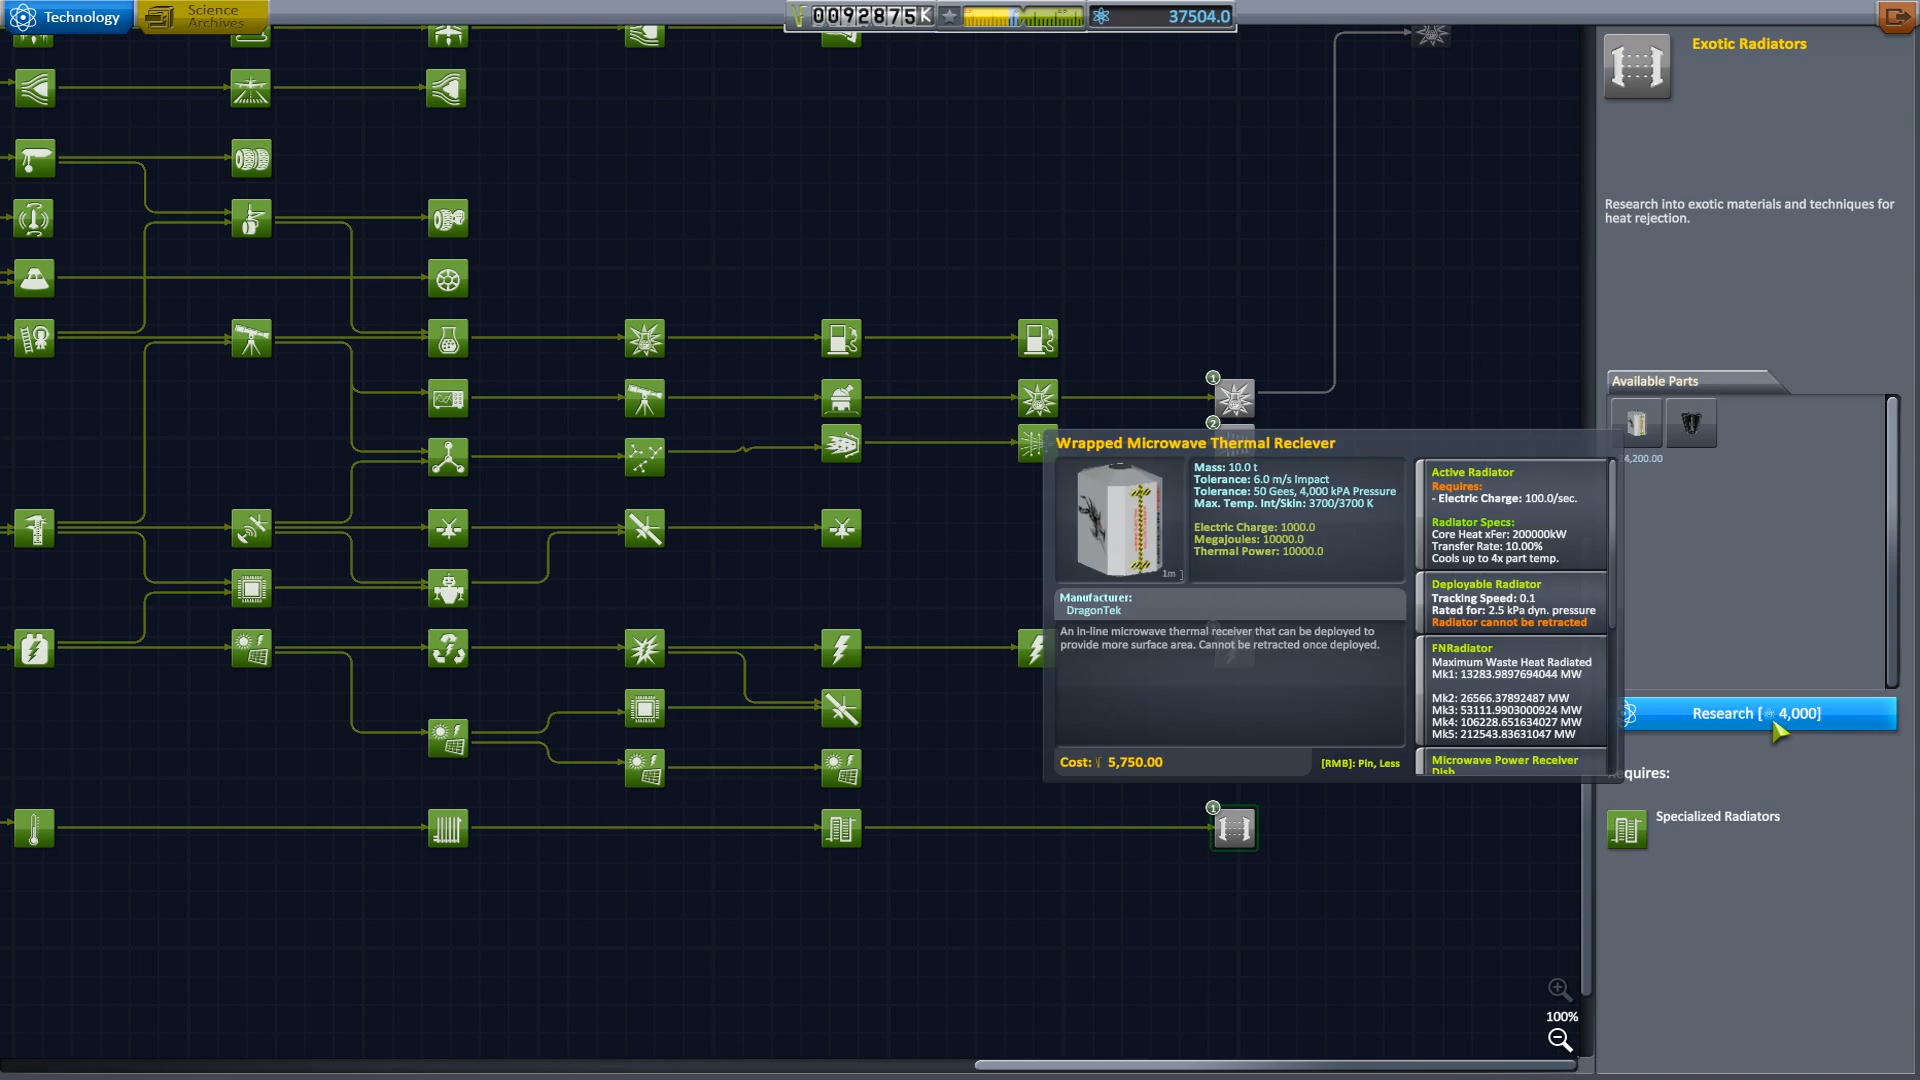 Technology
Science
Archives
0092875K
37504.0
Exotic Radiators
Research into exotic materials and techniques for
heat rejection.
Available Parts
4,200.00
1
2
Wrapped Microwave Thermal Reciever
Mass: 10.0 t
Tolerance: 6.0 m/s Impact
Tolerance: 50 Gees, 4,000 kPA Pressure
Max. Temp. Int/Skin: 3700/3700 K
Electric Charge: 1000.0
Megajoules: 10000.0
Thermal Power: 10000.0
1m
Manufacturer:
DragonTek
An in-line microwave thermal receiver that can be deployed to
provide more surface area. Cannot be retracted once deployed.
Cost: 5,750.00
[RMB]: Pin, Less
Active Radiator
Requires:
- Electric Charge: 100.0/sec.
Radiator Specs:
Core Heat xFer: 200000kW
Transfer Rate: 10.00%
Cools up to 4x part temp.
Deployable Radiator
Tracking Speed: 0.1
Rated for: 2.5 kPa dyn. pressure
Radiator cannot be retracted
FNRadiator
Maximum Waste Heat Radiated
Mk1: 13283.9897694044 MW
Mk2: 26566.37892487 MW
Mk3: 53111.9903000924 MW
Mk4: 106228.651634027 MW
Mk5: 212543.83631047 MW
Microwave Power Receiver
Dish
Research [4,000]
equires:
Specialized Radiators
1
100%